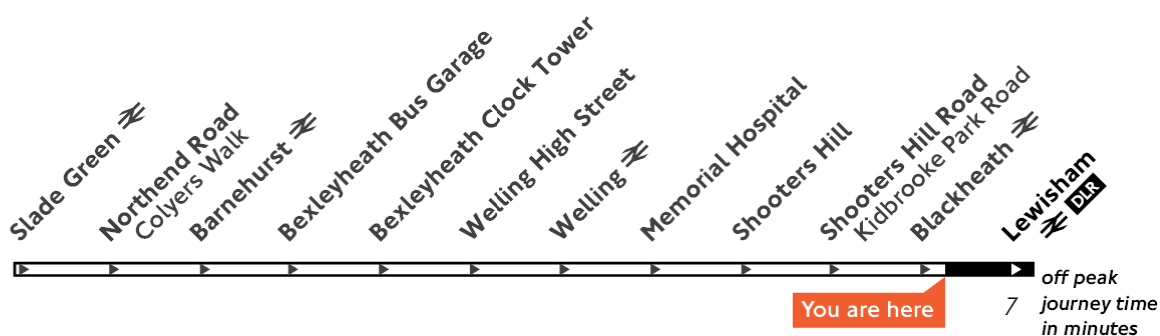 Slade Green
Northend Road
Colyers Walk
Barnehurst
Bexleyheath Bus Garage
Bexleyheath Clock Tower
Welling High Street
Welling
Memorial Hospital
Shooters Hill
Shooters Hill Road
Kidbrooke Park Road
Blackheath
Lewisham
DLR
You are here
7
off peak
journey time
in minutes